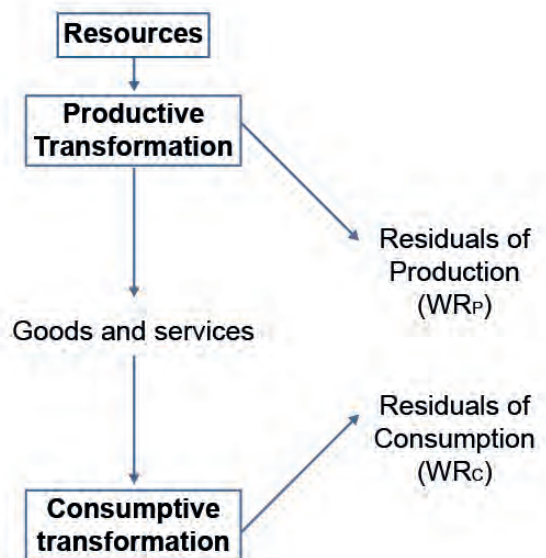 Resources
Productive
Transformation
Residuals of
Production
(WRP)
Goods and services
Residuals of
Consumption
(WRC)
Consumptive
transformation